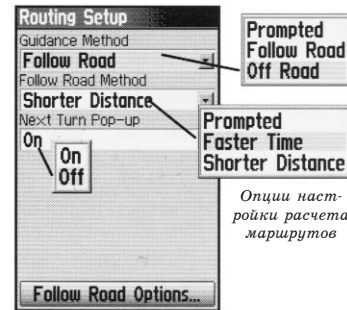 Routing Setup
Guidance Method
Follow Road
Follow Road Method
Shorter Distance
Next Turn Pop-up
On
On
Off
Follow Road Options...
Prompted
Follow Road
Off Road
Prompted
Faster Time
Shorter Distance
Опции наст-
ройки расчета
маршрутов